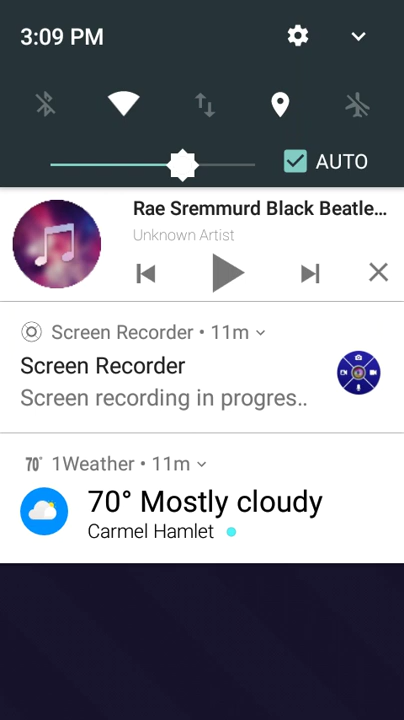 3:09 PM
AUTO
Rae Sremmurd Black Beatle...
Unknown Artist
Screen Recorder • 11m
Screen Recorder
Screen recording in progres..
70° 1Weather • 11m
70° Mostly cloudy
Carmel Hamlet